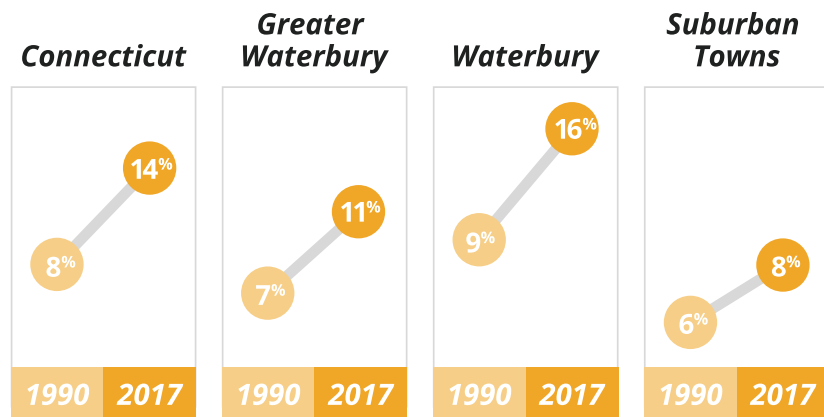 Connecticut
Greater
Waterbury
Waterbury
Suburban
Towns
14%
8%
11%
7%
16%
9%
8%
6%
1990 2017
1990 2017
1990 2017
1990 2017